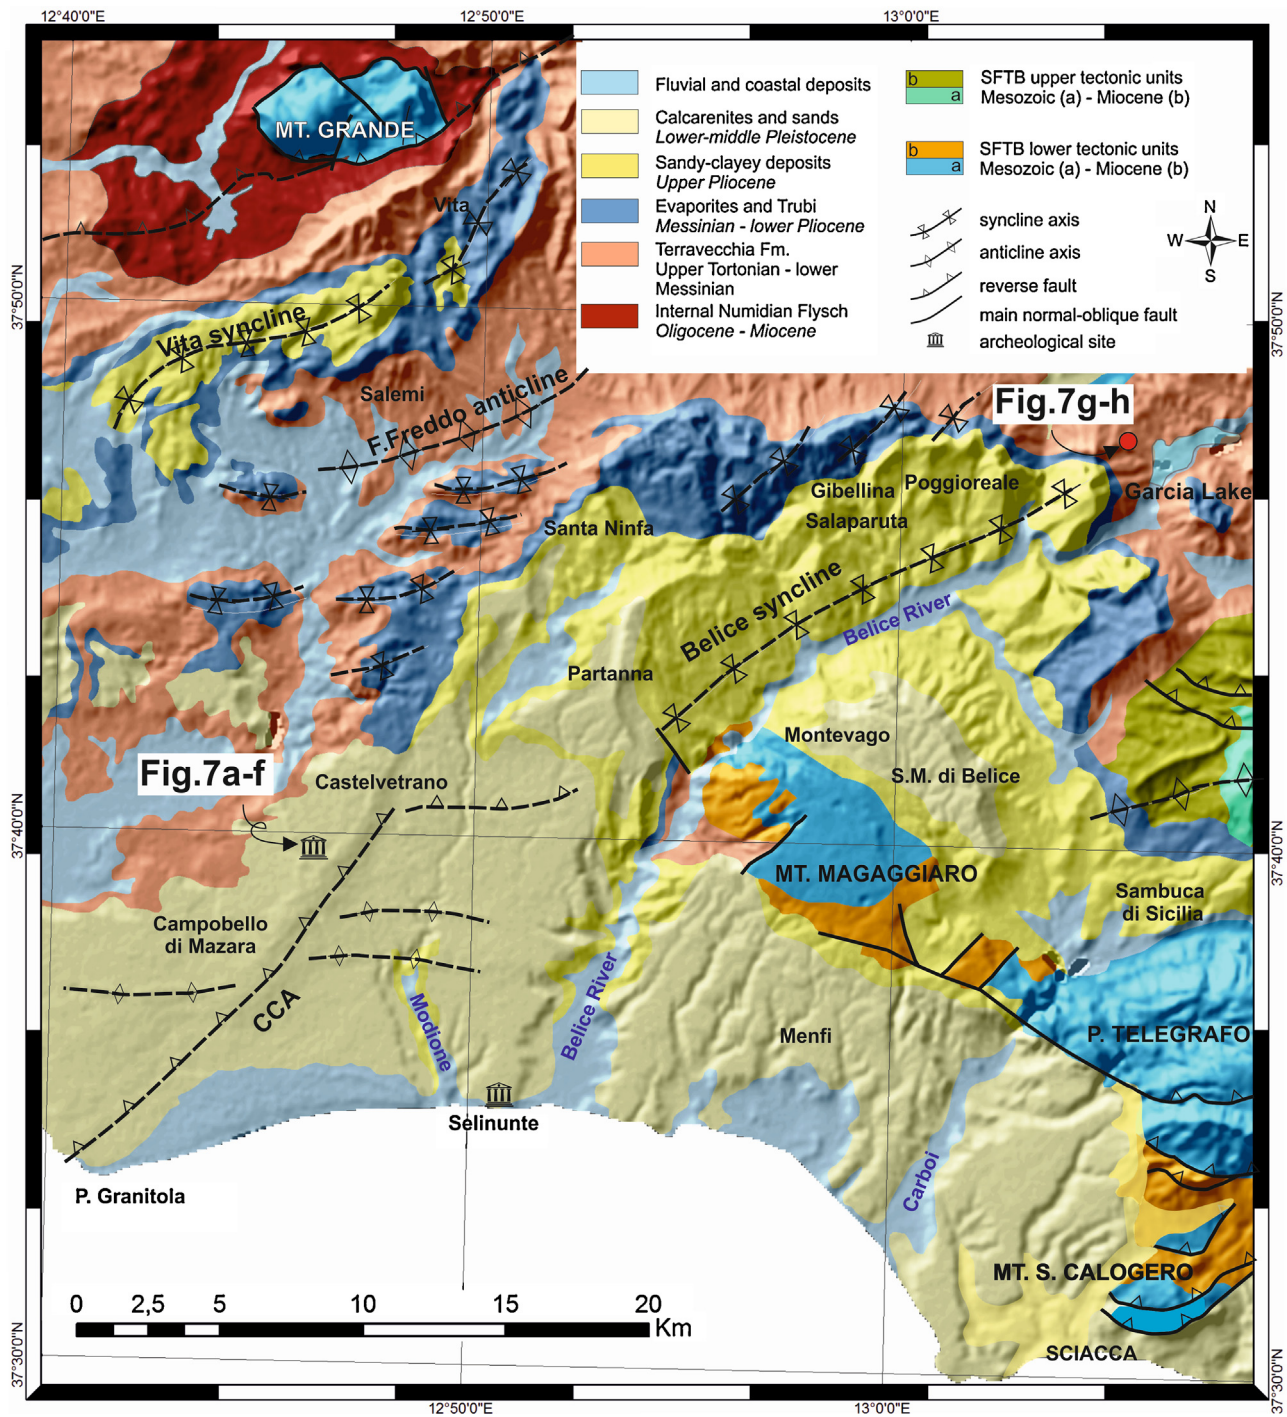 12°40'0"E
12°50'0"E
13°0'0"E
Fluvial and coastal deposits
Calcarenites and sands
Lower-middle Pleistocene
Sandy-clayey deposits
Upper Pliocene
Evaporites and Trubi
Messinian - lower Pliocene
Terravecchia Fm.
Upper Tortonian - lower
Messinian
Internal Numidian Flysch
Oligocene - Miocene
b
a
SFTB upper tectonic units
Mesozoic (a) - Miocene (b)
b
a
SFTB lower tectonic units
Mesozoic (a) - Miocene (b)
syncline axis
anticline axis
reverse fault
main normal-oblique fault
archeological site
N
W
E
S
MT. GRANDE
Vita
37°50'0"N
37°50'0"N
Vita syncline
Salemi
F.Freddo anticline
Fig.7g-h
Gibellina
Poggioreale
Garcia Lake
Salaparuta
Santa Ninfa
Belice syncline
Belice River
Partanna
Montevago
S.M. di Belice
Fig.7a-f
Castelvetrano
37°40'0"N
37°40'0"N
MT. MAGAGGIARO
Sambuca
di Sicilia
Campobello
di Mazara
CCA
Modione
Belice River
Menfi
P. TELEGRAFO
Selinunte
Carboi
P. Granitola
MT. S. CALOGERO
0
2,5
5
10
15
20
Km
SCIACCA
37°30'0"N
37°30'0"N
12°50'0"E
13°0'0"E